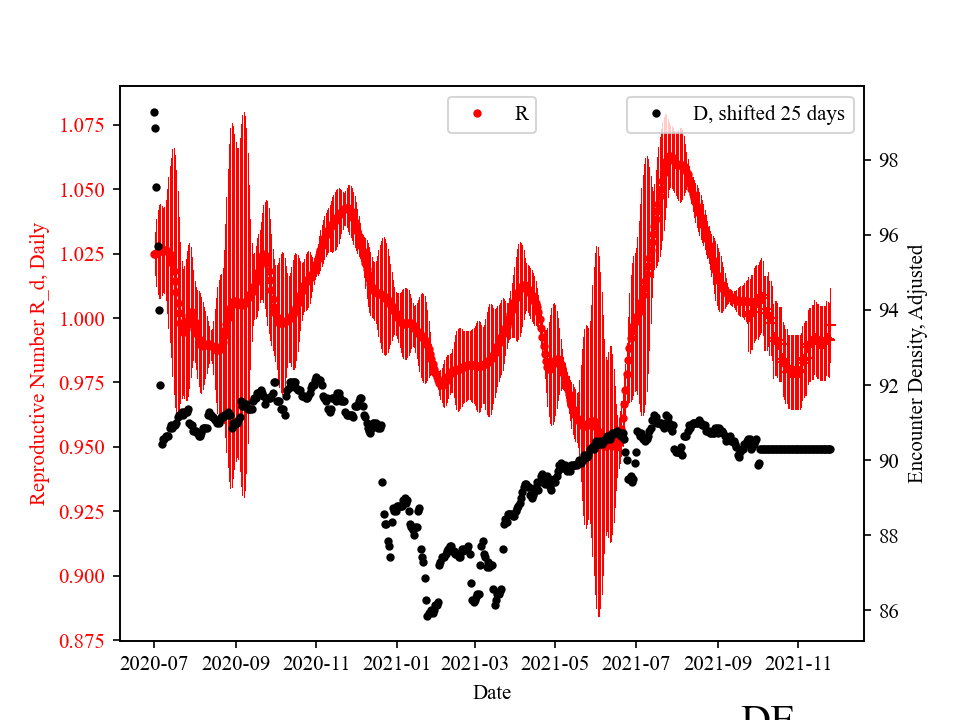 R
D, shifted 25 days
Reproductive Number R_d, Daily
1.075
1.050
1.025
1.000
0.975
0.950
0.925
0.900
0.875
98
96
94
92
90
88
86
Encounter Density, Adjusted
2020-07 2020-09 2020-11 2021-01 2021-03 2021-05 2021-07 2021-09 2021-11
Date
DE